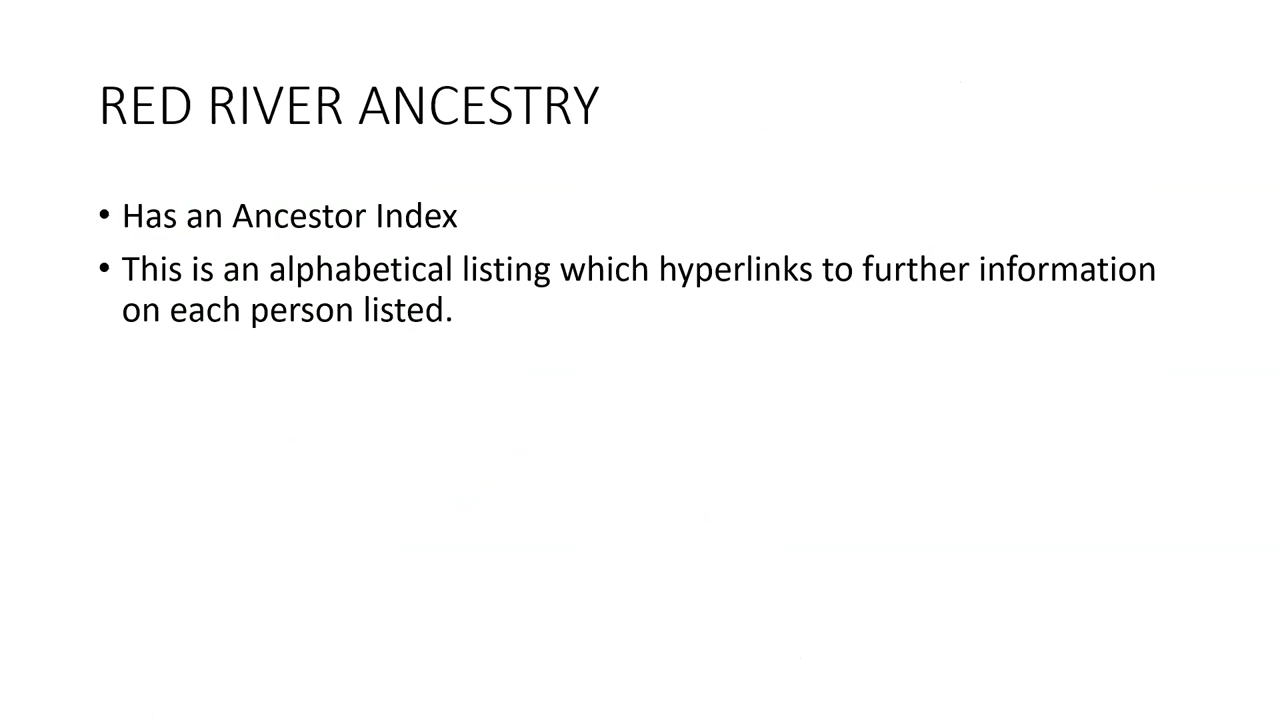 RED RIVER ANCESTRY
• Has an Ancestor Index
• This is an alphabetical listing which hyperlinks to further information
on each person listed.